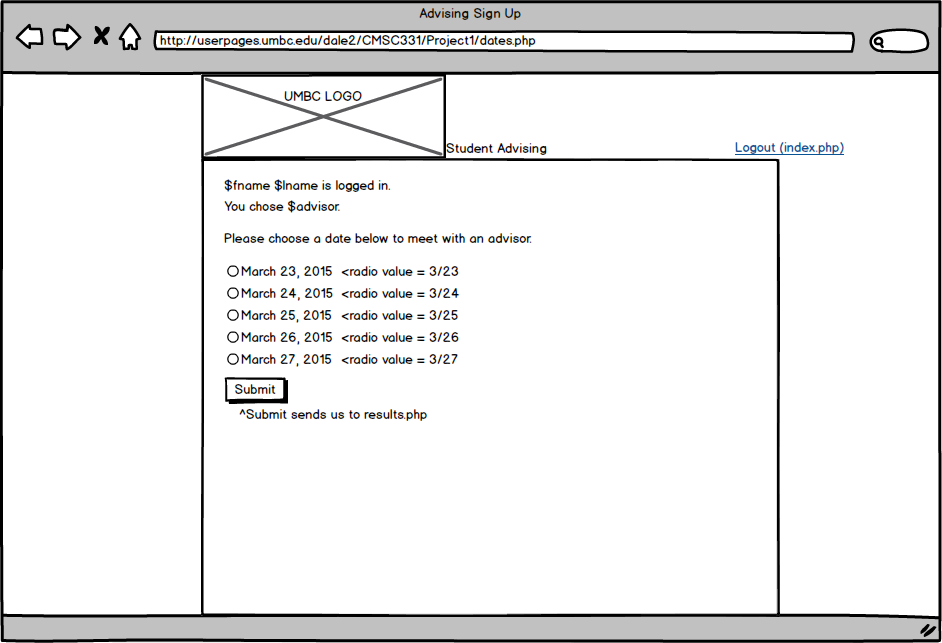 Advising Sign Up
http://userpages.umbc.edu/dale2/CMSC331/Project1/dates.php
UMBC LOGO
Student Advising
Logout (index.php)
$fname $lname is logged in.
You chose $advisor.
Please choose a date below to meet with an advisor.
March 23, 2015 <radio value = 3/23
March 24, 2015 <radio value = 3/24
March 25, 2015 <radio value = 3/25
March 26, 2015 <radio value = 3/26
March 27, 2015 <radio value = 3/27
Submit
^Submit sends us to results.php